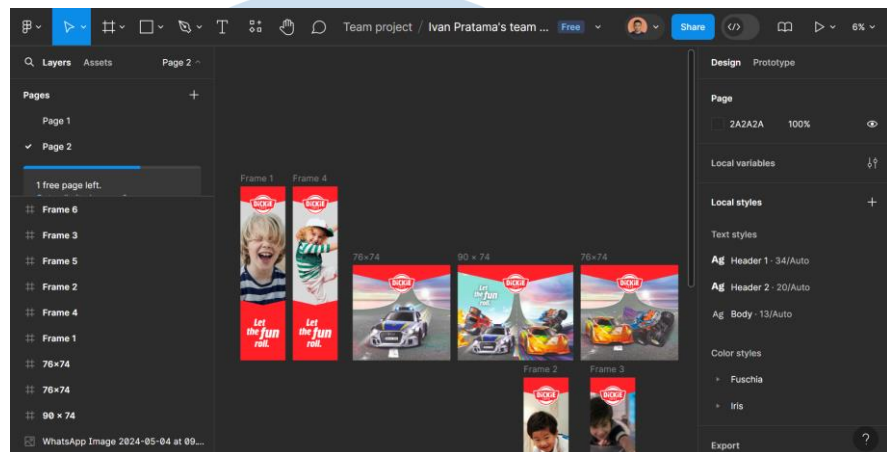 Team project / Ivan Pratama's team ... Free
Share
6%
Layers Assets Page 2
Pages
Page 1
Page 2
1 free page left.
Frame 6
Frame 3
Frame 5
Frame 2
Frame 4
Frame 1
76×74
76×74
90 × 74
WhatsApp Image 2024-05-04 at 09....
Frame 1
Frame 4
DICKIE
DICKIE
Let
the fun
roll.
Let
the fun
roll.
76×74
DICKIE
90 × 74
DICKIE
Let
the fun
roll.
76×74
DICKIE
Frame 2
DICKIE
Frame 3
DICKIE
Design Prototype
Page
2A2A2A 100%
Local variables
Local styles
Text styles
Ag Header 1 · 34/Auto
Ag Header 2 · 20/Auto
Ag Body · 13/Auto
Color styles
Fuschia
Iris
Export
?